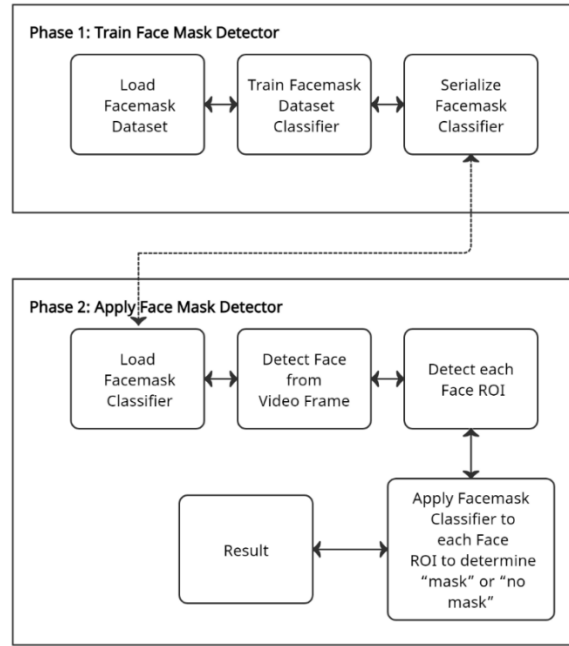 Phase 1: Train Face Mask Detector
Load
Facemask
Dataset
Train Facemask
Dataset
Classifier
Serialize
Facemask
Classifier
Phase 2: Apply Face Mask Detector
Load
Facemask
Classifier
Detect Face
from
Video Frame
Detect each
Face ROI
Apply Facemask
Classifier to
each Face
ROI to determine
“mask” or “no
mask”
Result